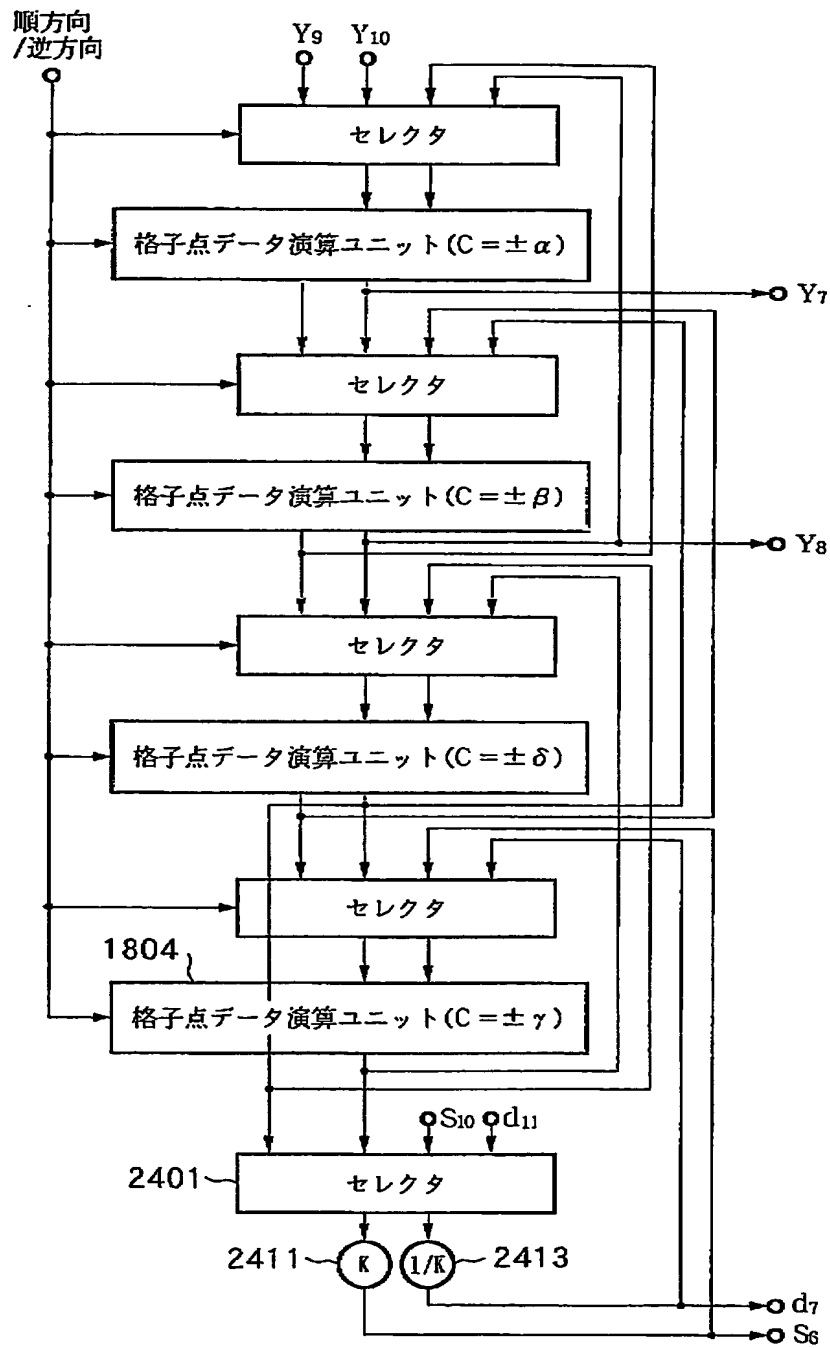 順方向
/逆方向
Y9 Y10
セレクタ
格子点データ演算ユニット(C=±α)
Y7
セレクタ
格子点データ演算ユニット(C=±β)
Y8
セレクタ
格子点データ演算ユニット(C=±δ)
セレクタ
1804
格子点データ演算ユニット(C=±γ)
S10 d11
2401
セレクタ
2411 K 1/K 2413
d7
S6